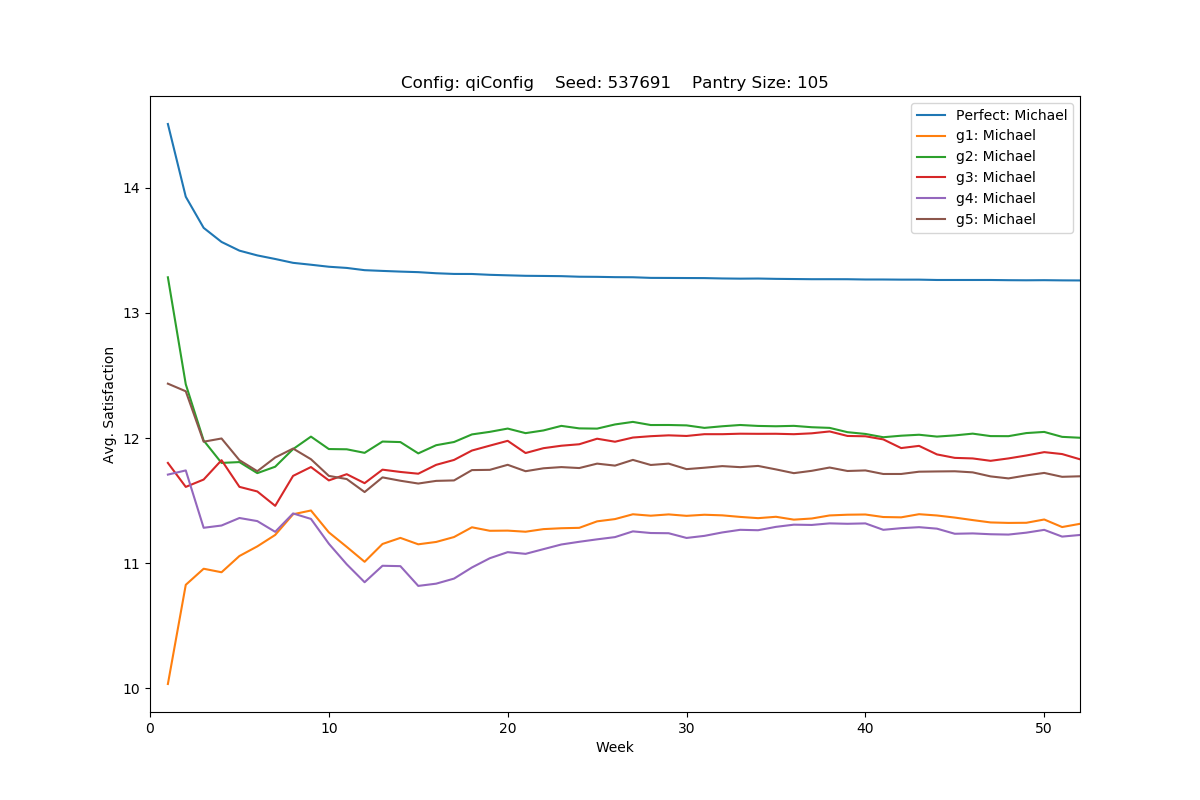 Config: qiConfig    Seed: 537691    Pantry Size: 105
Perfect: Michael
g1: Michael
g2: Michael
g3: Michael
g4: Michael
g5: Michael
Avg. Satisfaction
14
13
12
11
10
0 10 20 30 40 50
Week